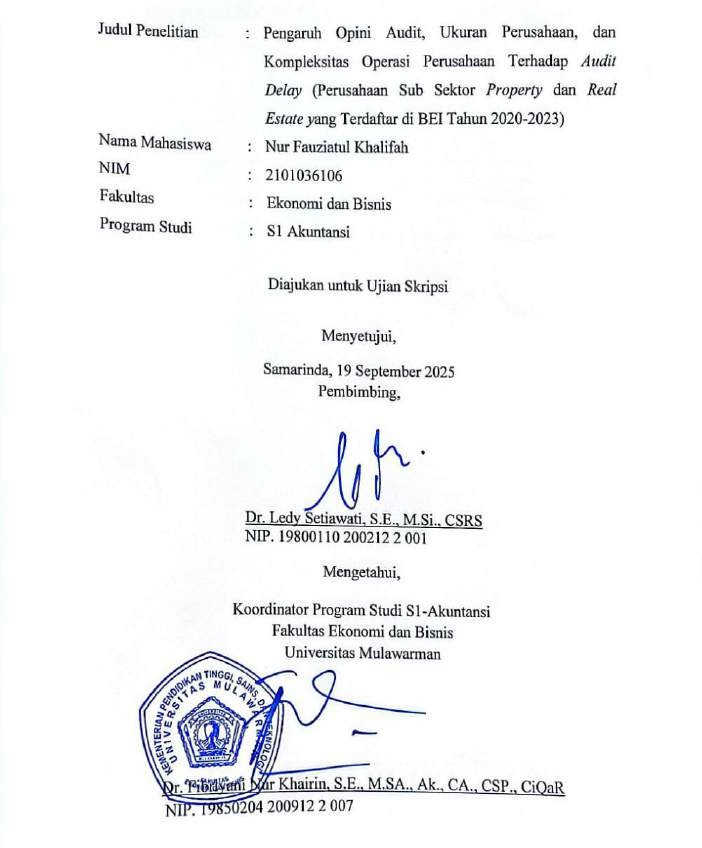 Judul Penelitian : Pengaruh Opini Audit, Ukuran Perusahaan, dan
Kompleksitas Operasi Perusahaan Terhadap Audit
Delay (Perusahaan Sub Sektor Property dan Real
Estate yang Terdaftar di BEI Tahun 2020-2023)
Nama Mahasiswa : Nur Fauziatul Khalifah
NIM : 2101036106
Fakultas : Ekonomi dan Bisnis
Program Studi : S1 Akuntansi
Diajukan untuk Ujian Skripsi
Menyetujui,
Samarinda, 19 September 2025
Pembimbing,
Dr. Ledy Setiawati, S.E., M.Si., CSRS
NIP. 19800110 200212 2 001
Mengetahui,
Koordinator Program Studi S1-Akuntansi
Fakultas Ekonomi dan Bisnis
Universitas Mulawarman
KEMENTERIAN PENDIDIKAN TINGGI, SAINS, DAN TEKNOLOGI
UNIVERSITAS MULAWARMAN
Dr. Nur Khairin, S.E., M.SA., Ak., CA., CSP., CiQaR
NIP. 19850204 200912 2 007